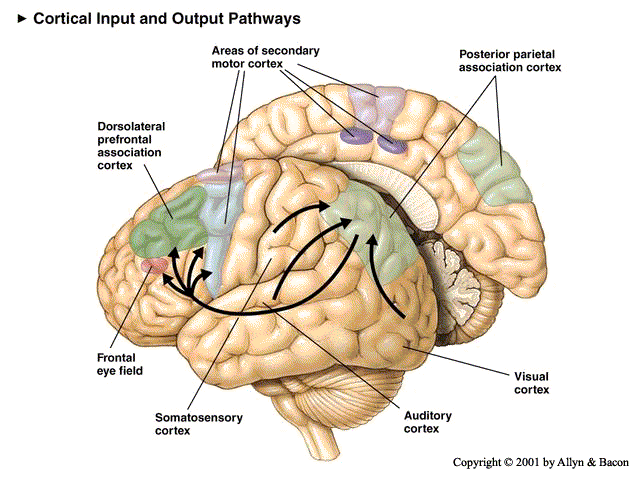 ► Cortical Input and Output Pathways
Areas of secondary
motor cortex
Posterior parietal
association cortex
Dorsolateral
prefrontal
association
cortex
Frontal
eye field
Somatosensory
cortex
Auditory
cortex
Visual
cortex
Copyright © 2001 by Allyn & Bacon